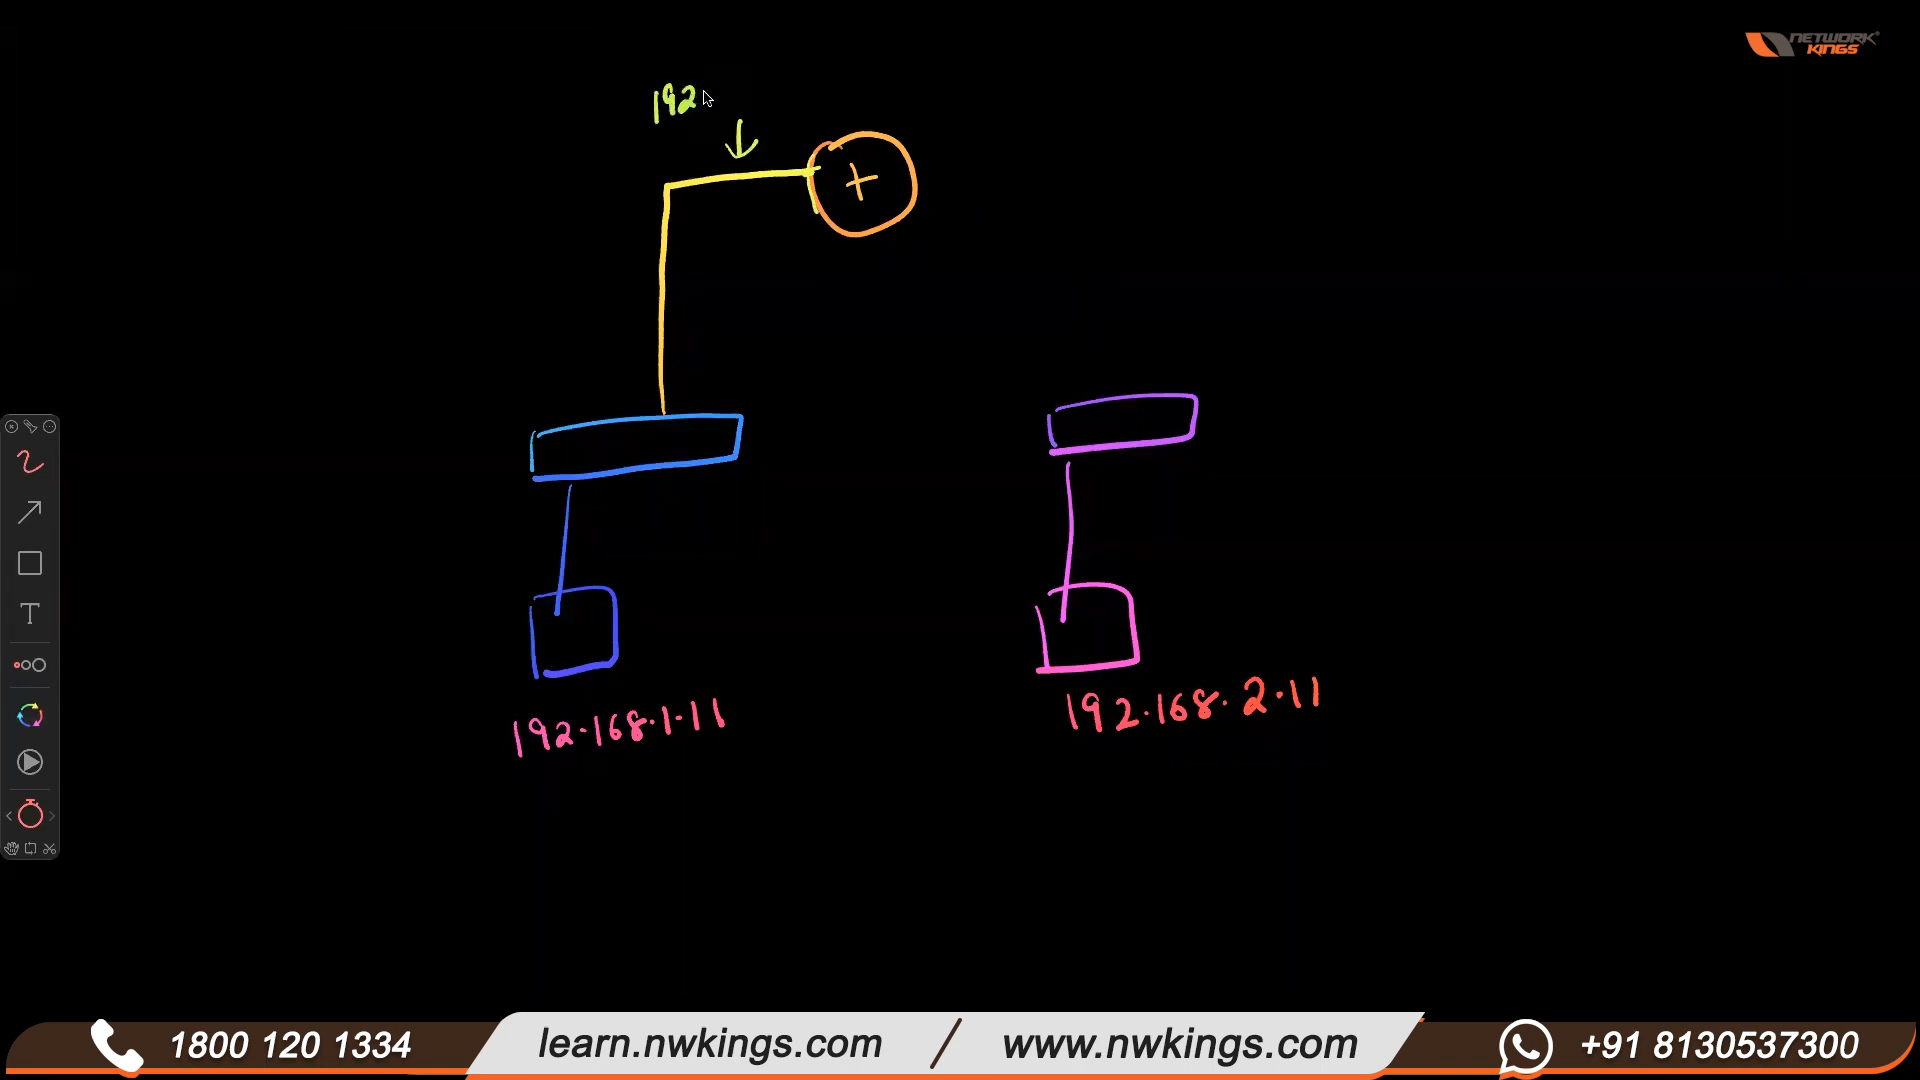 NETWORK
KINGS
192
192.168.1.11
192.168.2.11
T
1800 120 1334
learn.nwkings.com / www.nwkings.com
+91 8130537300